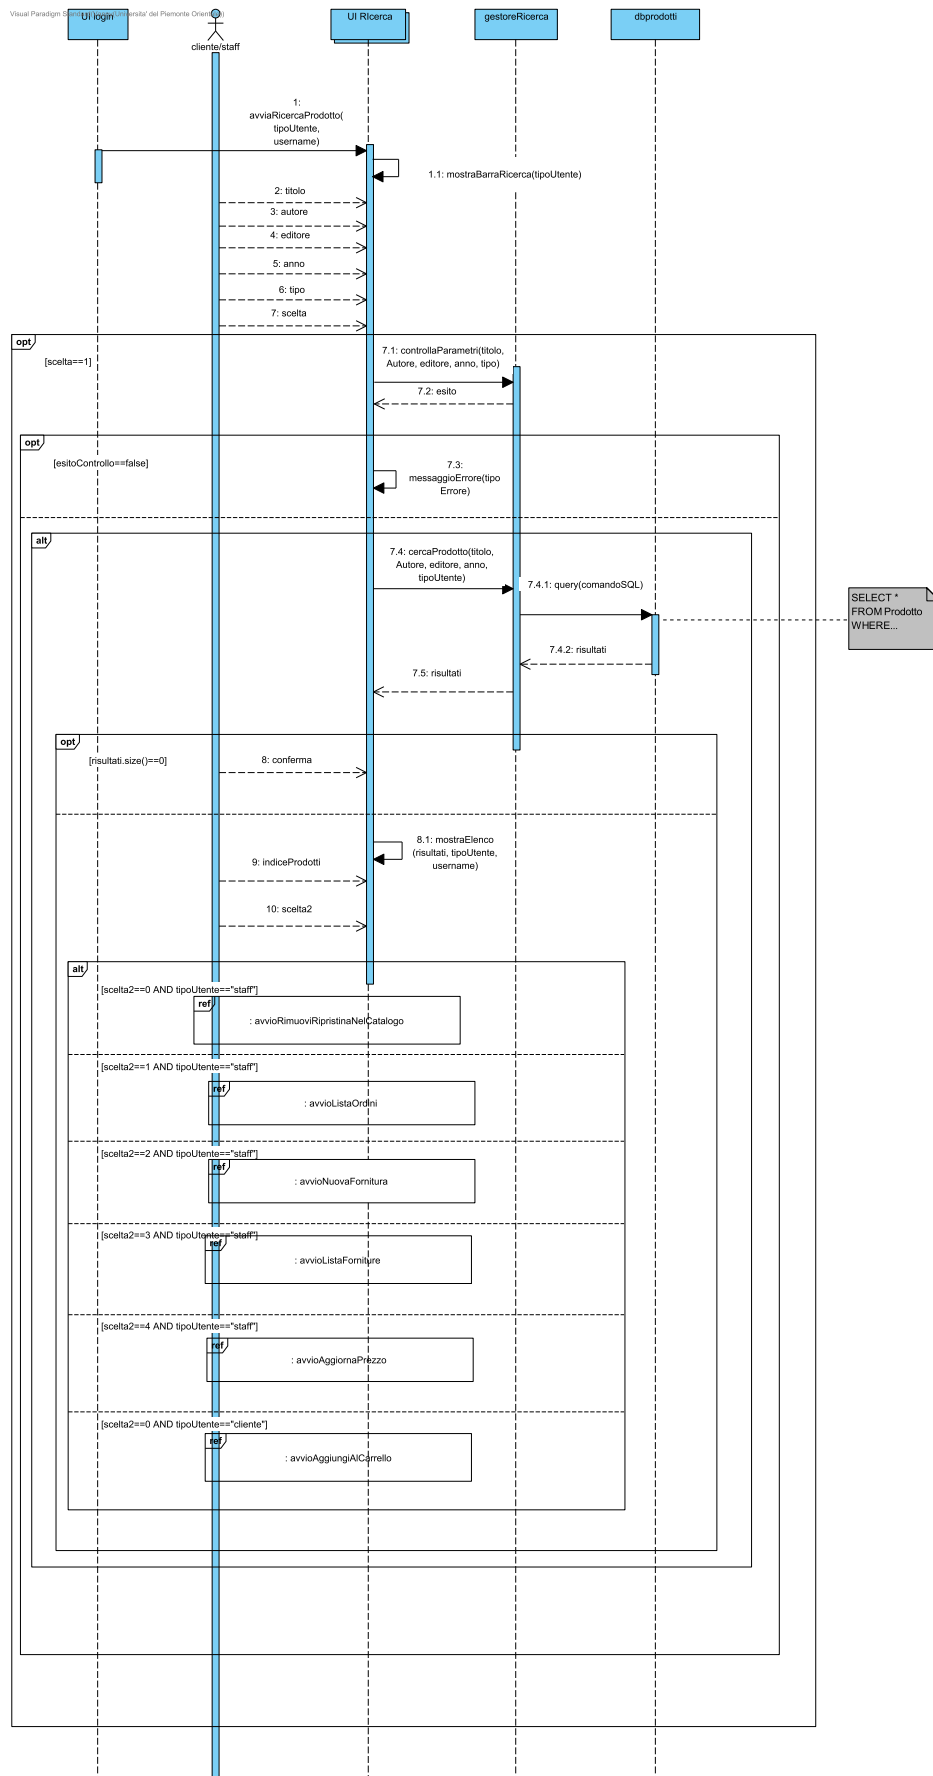 Visual Paradigm Standard(Universita' del Piemonte Orientale)
UI login
cliente/staff
UI RIcerca
gestoreRicerca
dbprodotti
1:
avviaRicercaProdotto(
tipoUtente,
username)
1.1: mostraBarraRicerca(tipoUtente)
2: titolo
3: autore
4: editore
5: anno
6: tipo
7: scelta
opt
[scelta==1]
7.1: controllaParametri(titolo,
Autore, editore, anno, tipo)
7.2: esito
opt
[esitoControllo==false]
7.3:
messaggioErrore(tipo
Errore)
alt
7.4: cercaProdotto(titolo,
Autore, editore, anno,
tipoUtente)
7.4.1: query(comandoSQL)
SELECT *
FROM Prodotto
WHERE...
7.4.2: risultati
7.5: risultati
opt
[risultati.size()==0]
8: conferma
8.1: mostraElenco
(risultati, tipoUtente,
username)
9: indiceProdotti
10: scelta2
alt
[scelta2==0 AND tipoUtente=="staff"]
ref
: avvioRimuoviRipristinaNelCatalogo
[scelta2==1 AND tipoUtente=="staff"]
ref
: avvioListaOrdini
[scelta2==2 AND tipoUtente=="staff"]
ref
: avvioNuovaFornitura
[scelta2==3 AND tipoUtente=="staff"]
ref
: avvioListaForniture
[scelta2==4 AND tipoUtente=="staff"]
ref
: avvioAggiornaPrezzo
[scelta2==0 AND tipoUtente=="cliente"]
ref
: avvioAggiungiAlCarrello